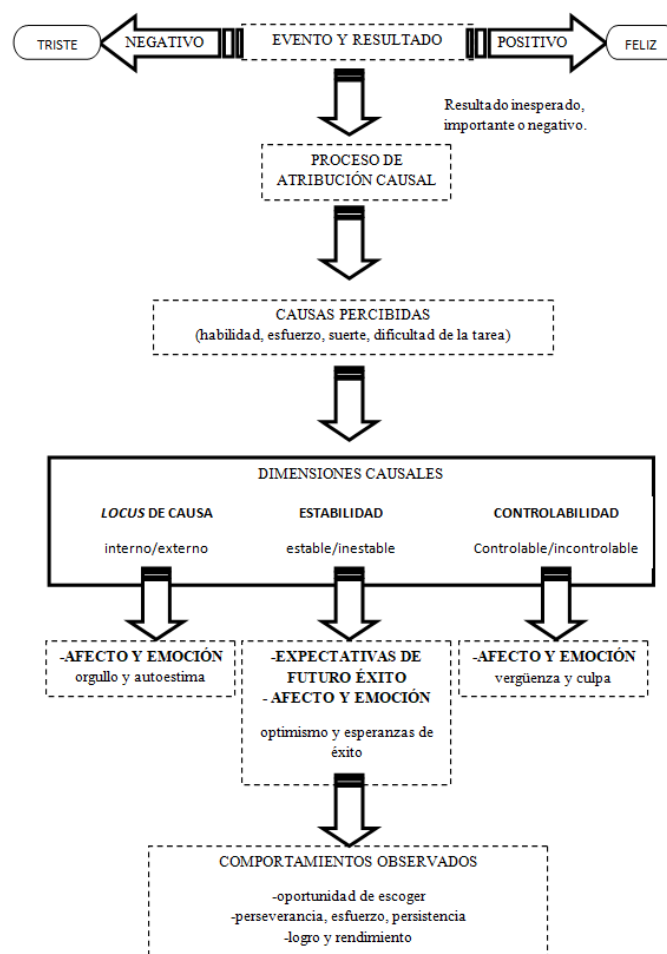 TRISTE
NEGATIVO
EVENTO Y RESULTADO
POSITIVO
FELIZ
Resultado inesperado,
importante o negativo.
PROCESO DE
ATRIBUCIÓN CAUSAL
CAUSAS PERCIBIDAS
(habilidad, esfuerzo, suerte, dificultad de la tarea)
DIMENSIONES CAUSALES
LOCUS DE CAUSA
interno/externo
ESTABILIDAD
estable/inestable
CONTROLABILIDAD
Controlable/incontrolable
-AFECTO Y EMOCIÓN
orgullo y autoestima
-EXPECTATIVAS DE
FUTURO ÉXITO
- AFECTO Y EMOCIÓN
optimismo y esperanzas de
éxito
-AFECTO Y EMOCIÓN
vergüenza y culpa
COMPORTAMIENTOS OBSERVADOS
-oportunidad de escoger
-perseverancia, esfuerzo, persistencia
-logro y rendimiento